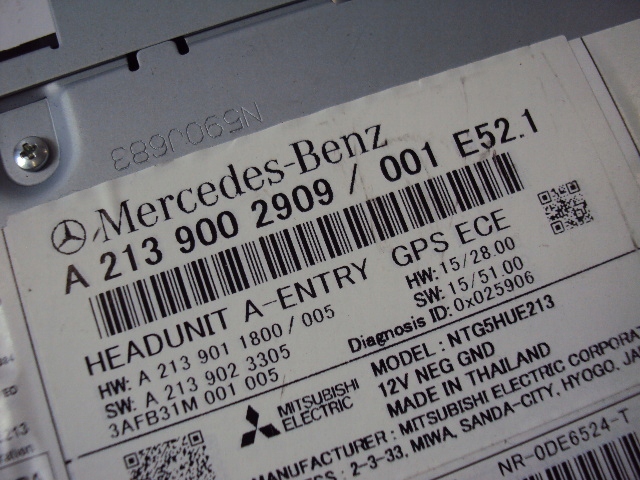 N590J683
Mercedes-Benz
A 213 900 2909 / 001 E52.1
HEADUNIT A-ENTRY GPS ECE
HW: A 213 901 1800 / 005
HW: 15/28.00
SW: A 213 902 3305
SW: 15/51.00
3AFB31M 001 005
Diagnosis ID: 0x025906
MITSUBISHI
ELECTRIC
MODEL: NTG5HUE213
12V NEG GND
MADE IN THAILAND
MANUFACTURER: MITSUBISHI ELECTRIC CORPORA
: 2-3-33, MIWA, SANDA-CITY, HYOGO, JA
NR-0DE6524-T